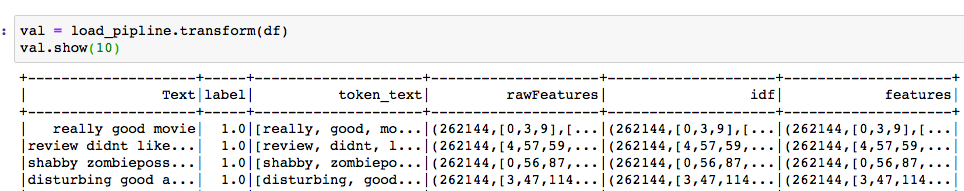 : val = load_pipline.transform(df)
val.show(10)
+--------------------+-----+--------------------+--------------------+--------------------+--------------------+
|                Text|label|          token_text|         rawFeatures|                 idf|            features|
+--------------------+-----+--------------------+--------------------+--------------------+--------------------+
|   really good movie|  1.0|[really, good, mo...|(262144,[0,3,9],[...|(262144,[0,3,9],[...|(262144,[0,3,9],[...|
|review didnt like...|  1.0|[review, didnt, l...|(262144,[4,57,59,...|(262144,[4,57,59,...|(262144,[4,57,59,...|
|shabby zombieposs...|  1.0|[shabby, zombiepo...|(262144,[0,56,87,...|(262144,[0,56,87,...|(262144,[0,56,87,...|
|disturbing good a...|  1.0|[disturbing, good...|(262144,[3,47,114...|(262144,[3,47,114...|(262144,[3,47,114...|